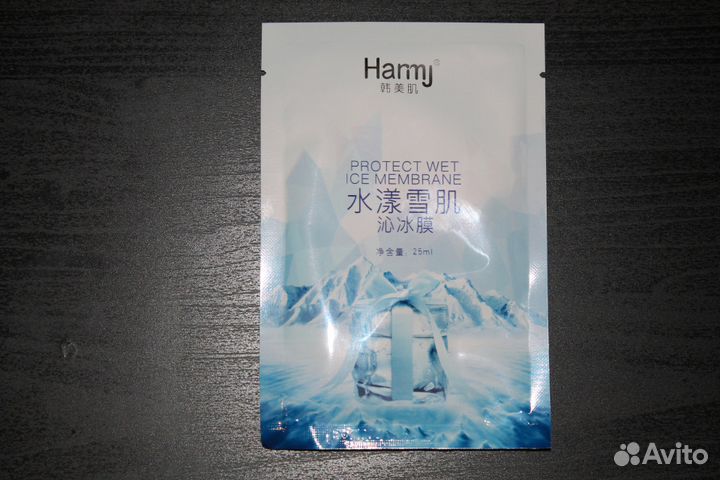 Harmj®
韩美肌
PROTECT WET
ICE MEMBRANE
水漾雪肌
沁冰膜
净含量：25ml
Avito